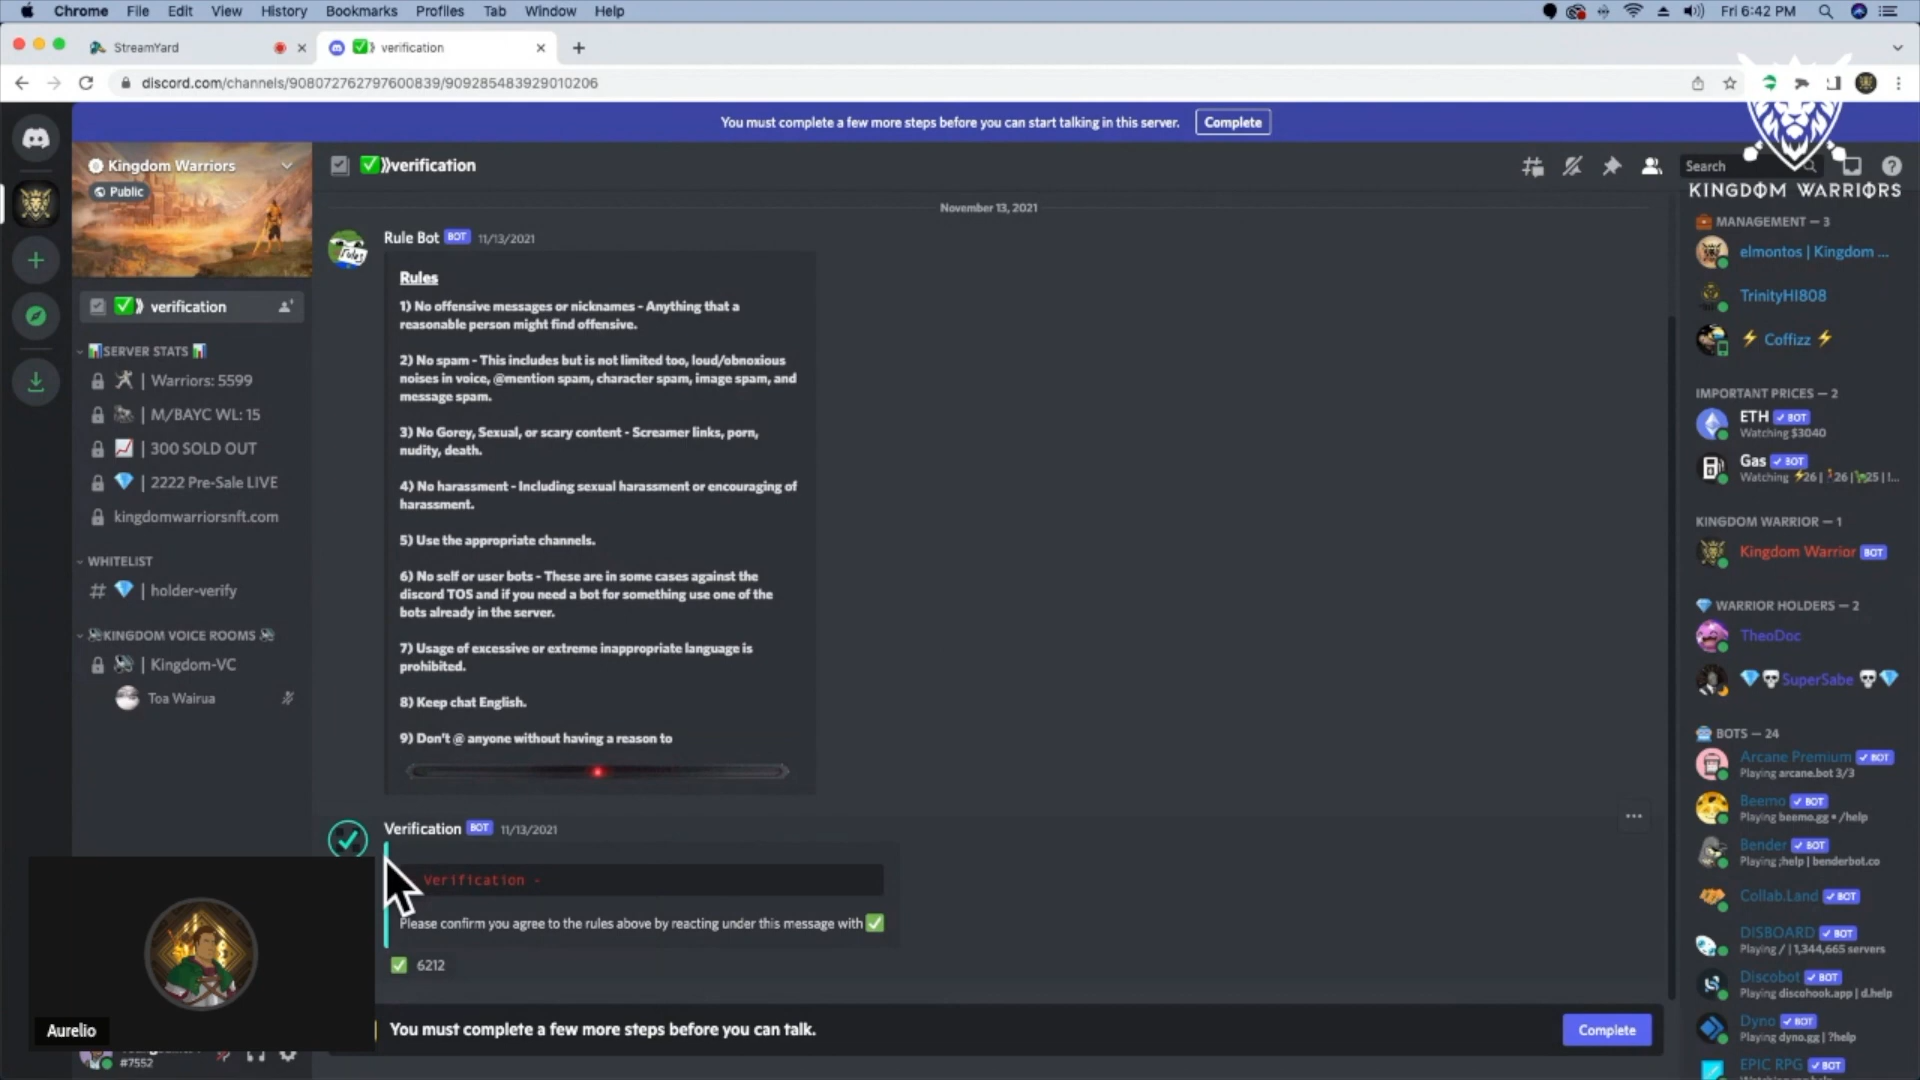 Chrome File Edit View History Bookmarks Profiles Tab Window Help
Fri 6:42 PM
StreamYard
verification
discord.com/channels/908072762797600839/909285483929010206
You must complete a few more steps before you can start talking in this server. Complete
Kingdom Warriors
Public
verification
SERVER STATS
| Warriors: 5599
| M/BAYC WL: 15
| 300 SOLD OUT
| 2222 Pre-Sale LIVE
kingdomwarriorsnft.com
WHITELIST
| holder-verify
KINGDOM VOICE ROOMS
| Kingdom-VC
Toa Wairua
Aurelio
#7552
verification
November 13, 2021
Rule Bot BOT 11/13/2021
rules
Rules
1) No offensive messages or nicknames - Anything that a
reasonable person might find offensive.
2) No spam - This includes but is not limited too, loud/obnoxious
noises in voice, @mention spam, character spam, image spam, and
message spam.
3) No Gorey, Sexual, or scary content - Screamer links, porn,
nudity, death.
4) No harassment - Including sexual harassment or encouraging of
harassment.
5) Use the appropriate channels.
6) No self or user bots - These are in some cases against the
discord TOS and if you need a bot for something use one of the
bots already in the server.
7) Usage of excessive or extreme inappropriate language is
prohibited.
8) Keep chat English.
9) Don't @ anyone without having a reason to
Verification BOT 11/13/2021
Verification -
Please confirm you agree to the rules above by reacting under this message with
6212
You must complete a few more steps before you can talk. Complete
Search
KINGDOM WARRIORS
MANAGEMENT — 3
elmontos | Kingdom ...
TrinityHI808
Coffizz
IMPORTANT PRICES — 2
ETH BOT
Watching $3040
Gas BOT
Watching 26 | 26 | 25 | !...
KINGDOM WARRIOR — 1
Kingdom Warrior BOT
WARRIOR HOLDERS — 2
TheoDoc
SuperSabe
BOTS — 24
Arcane Premium BOT
Playing arcane.bot 3/3
Beemo BOT
Playing beemo.gg • /help
Bender BOT
Playing ;help | benderbot.co
Collab.Land BOT
DISBOARD BOT
Playing / | 1,344,665 servers
Discobot BOT
Playing discohook.app | d.help
Dyno BOT
Playing dyno.gg | ?help
EPIC RPG BOT